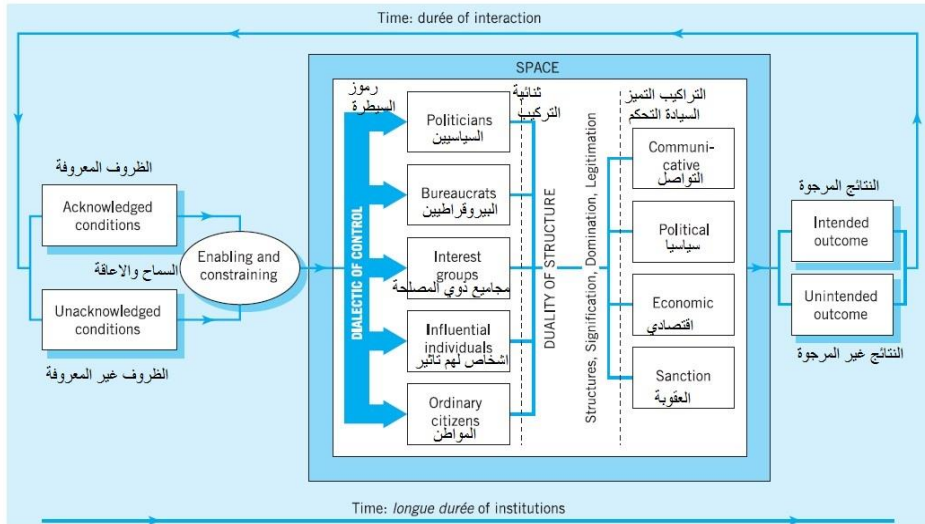 Time: durée of interaction
SPACE
رموز
السيطرة
ثنائية
التركيب
التراكيب التميز
السيادة التحكم
الظروف المعروفة
Acknowledged
conditions
السماح والاعاقة
Enabling and
constraining
Unacknowledged
conditions
الظروف غير المعروفة
DIALECTIC OF CONTROL
Politicians
السياسيين
Bureaucrats
البيروقراطيين
Interest
groups
مجاميع ذوي المصلحة
Influential
individuals
اشخاص لهم تاثير
Ordinary
citizens
المواطن
DUALITY OF STRUCTURE
Structures, Signification, Domination, Legitimation
Communi-
cative
التواصل
Political
سياسيا
Economic
اقتصادي
Sanction
العقوبة
النتائج المرجوة
Intended
outcome
Unintended
outcome
النتائج غير المرجوة
Time: longue durée of institutions